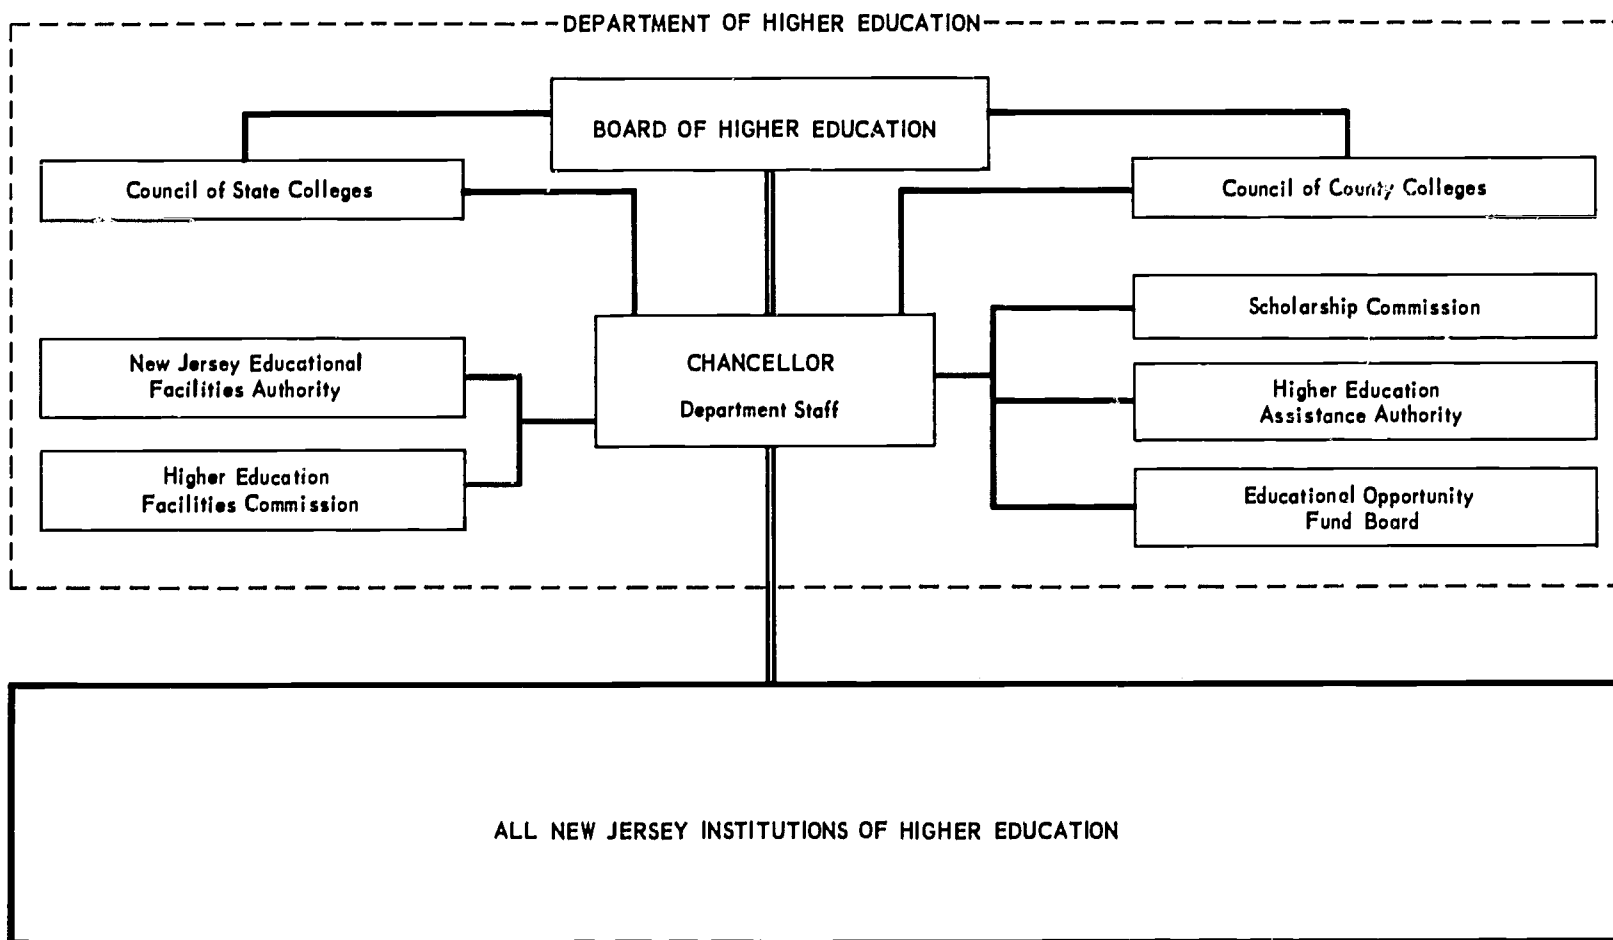 DEPARTMENT OF HIGHER EDUCATION
BOARD OF HIGHER EDUCATION
Council of State Colleges
Council of County Colleges
Scholarship Commission
New Jersey Educational
Facilities Authority
CHANCELLOR
Department Staff
Higher Education
Assistance Authority
Higher Education
Facilities Commission
Educational Opportunity
Fund Board
ALL NEW JERSEY INSTITUTIONS OF HIGHER EDUCATION